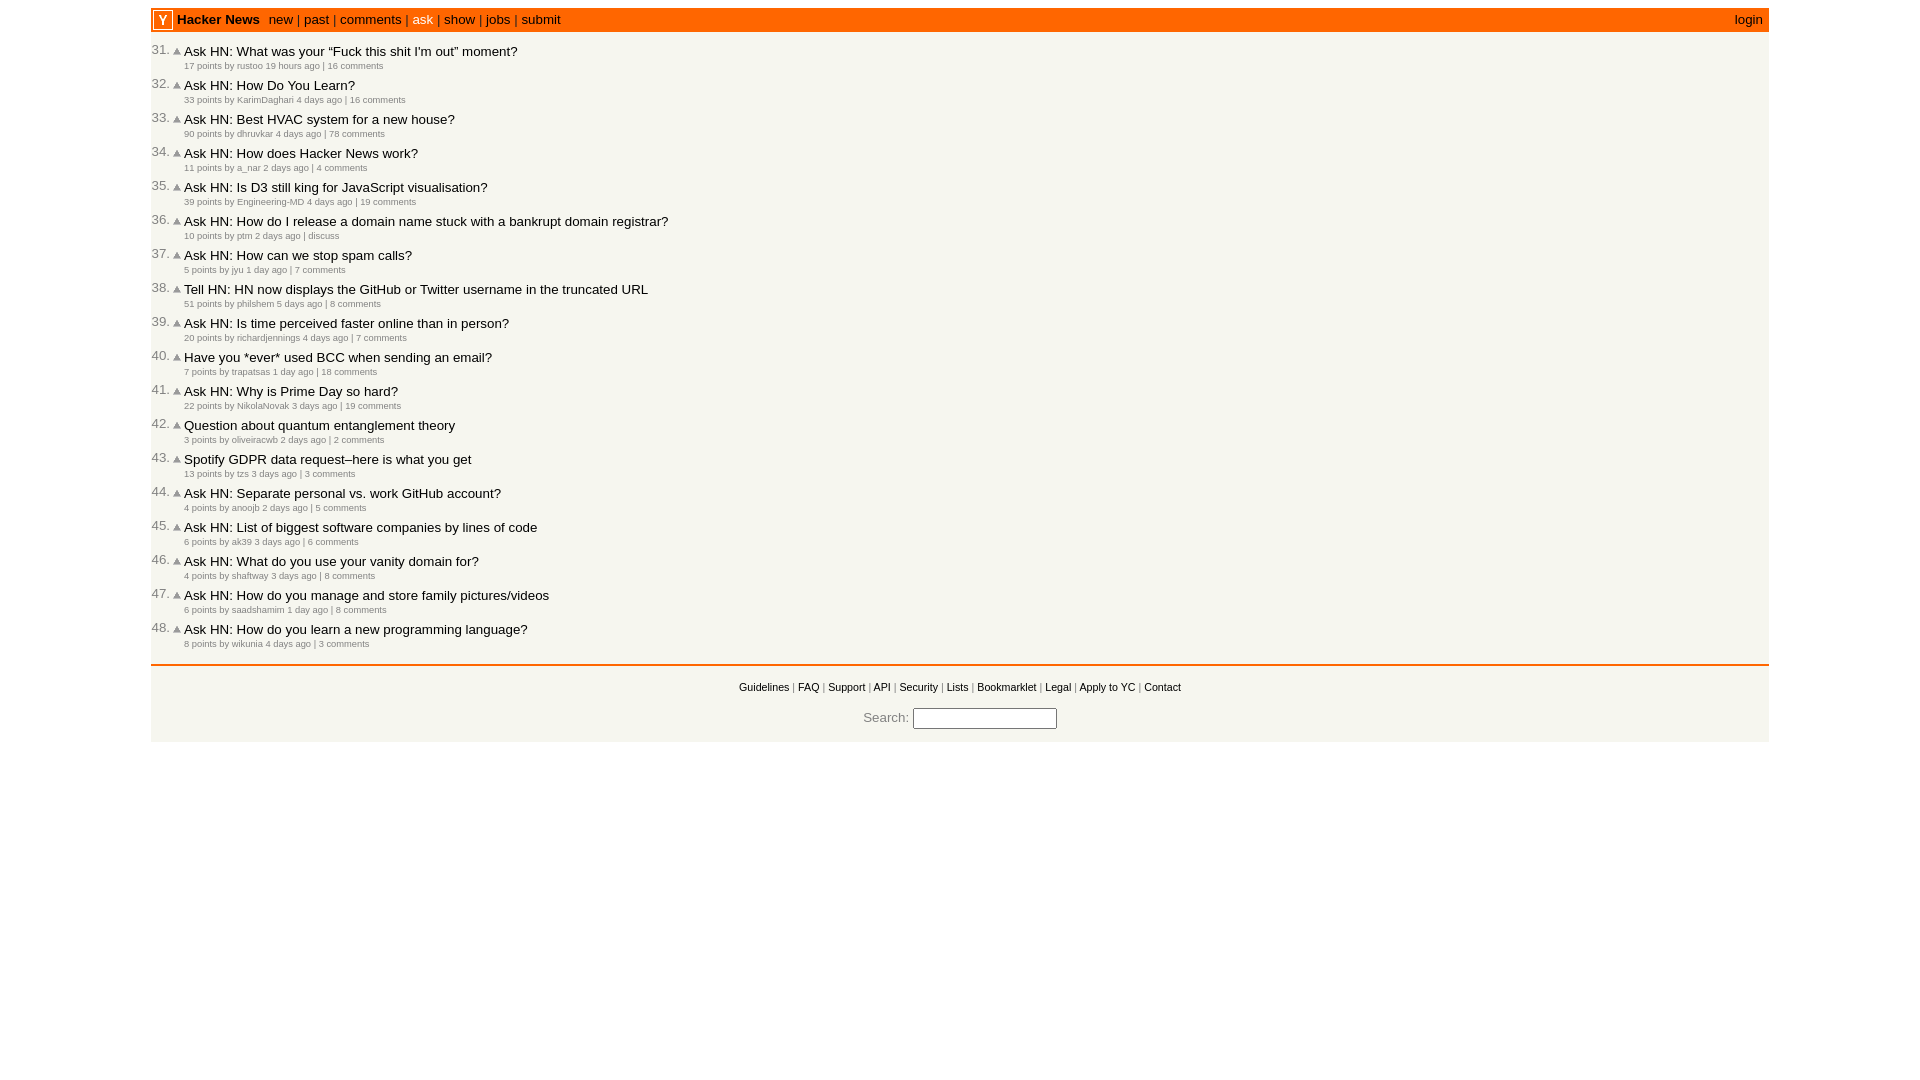 Y Hacker News new | past | comments | ask | show | jobs | submit login
31. Ask HN: What was your “Fuck this shit I'm out” moment?
17 points by rustoo 19 hours ago | 16 comments
32. Ask HN: How Do You Learn?
33 points by KarimDaghari 4 days ago | 16 comments
33. Ask HN: Best HVAC system for a new house?
90 points by dhruvkar 4 days ago | 78 comments
34. Ask HN: How does Hacker News work?
11 points by a_nar 2 days ago | 4 comments
35. Ask HN: Is D3 still king for JavaScript visualisation?
39 points by Engineering-MD 4 days ago | 19 comments
36. Ask HN: How do I release a domain name stuck with a bankrupt domain registrar?
10 points by ptm 2 days ago | discuss
37. Ask HN: How can we stop spam calls?
5 points by jyu 1 day ago | 7 comments
38. Tell HN: HN now displays the GitHub or Twitter username in the truncated URL
51 points by philshem 5 days ago | 8 comments
39. Ask HN: Is time perceived faster online than in person?
20 points by richardjennings 4 days ago | 7 comments
40. Have you *ever* used BCC when sending an email?
7 points by trapatsas 1 day ago | 18 comments
41. Ask HN: Why is Prime Day so hard?
22 points by NikolaNovak 3 days ago | 19 comments
42. Question about quantum entanglement theory
3 points by oliveiracwb 2 days ago | 2 comments
43. Spotify GDPR data request–here is what you get
13 points by tzs 3 days ago | 3 comments
44. Ask HN: Separate personal vs. work GitHub account?
4 points by anoojb 2 days ago | 5 comments
45. Ask HN: List of biggest software companies by lines of code
6 points by ak39 3 days ago | 6 comments
46. Ask HN: What do you use your vanity domain for?
4 points by shaftway 3 days ago | 8 comments
47. Ask HN: How do you manage and store family pictures/videos
6 points by saadshamim 1 day ago | 8 comments
48. Ask HN: How do you learn a new programming language?
8 points by wikunia 4 days ago | 3 comments
Guidelines | FAQ | Support | API | Security | Lists | Bookmarklet | Legal | Apply to YC | Contact
Search: